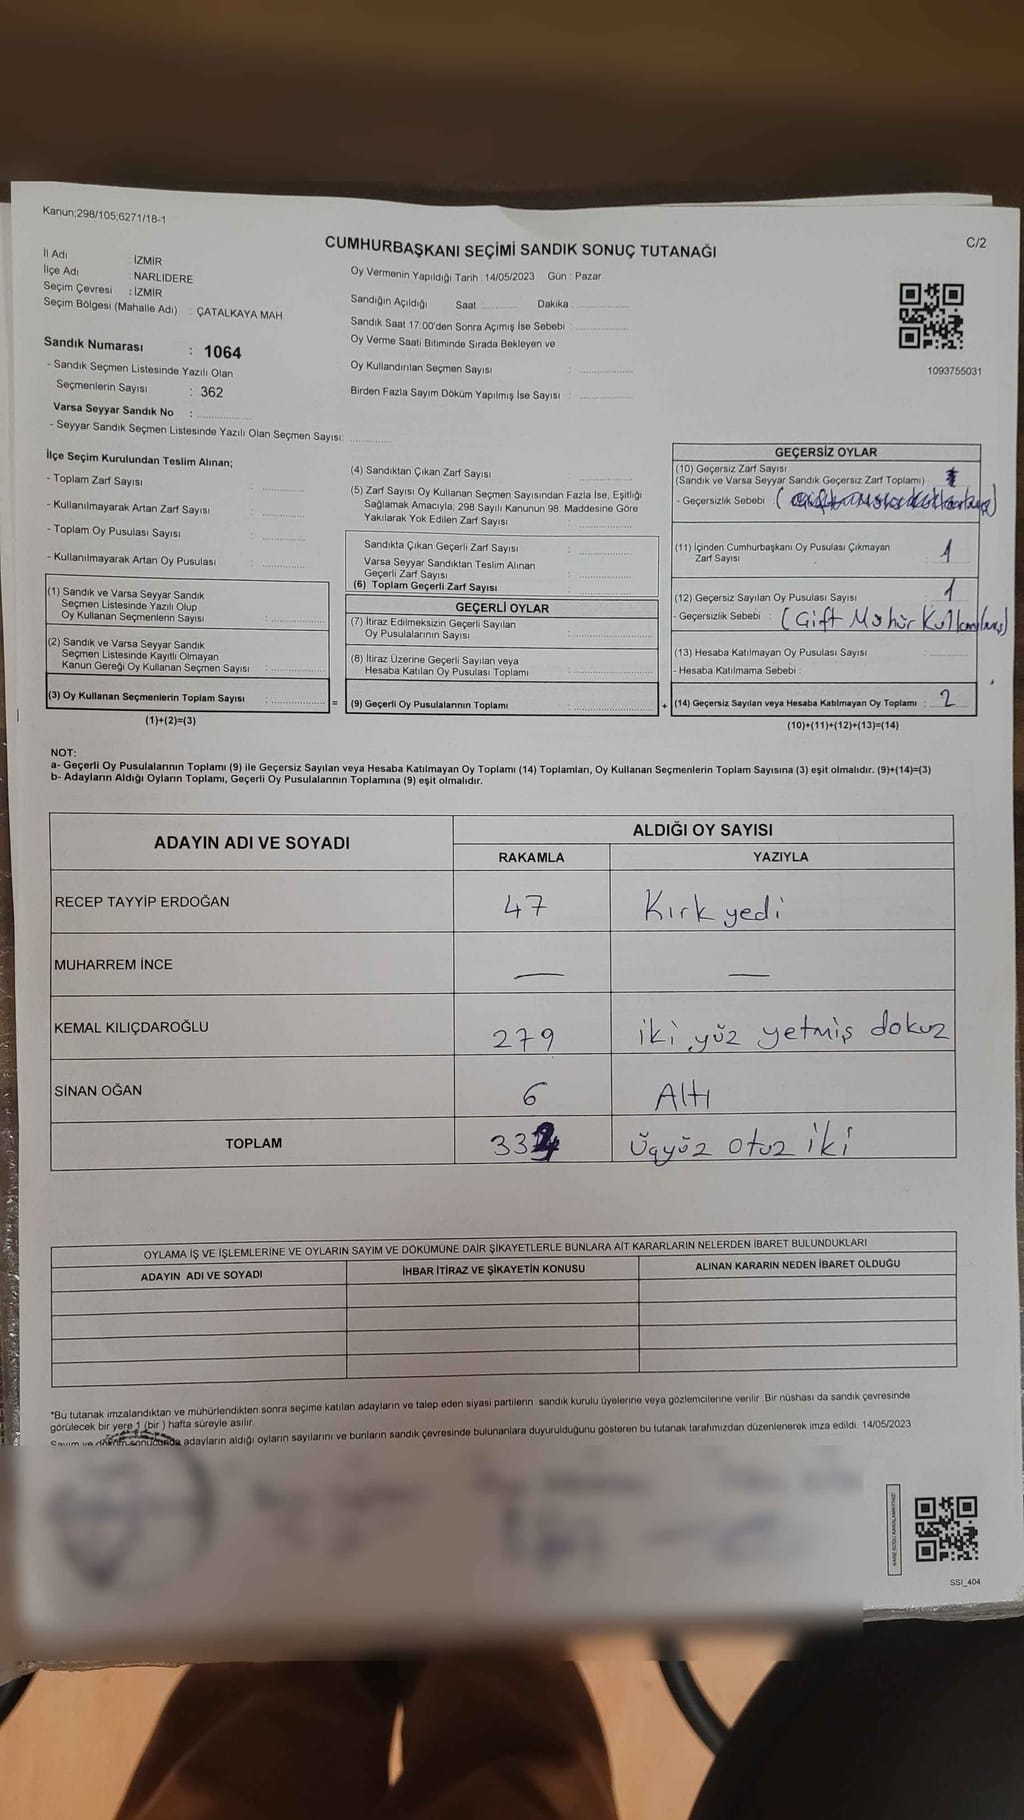 Kanun;298/105;6271/18-1
C/2
CUMHURBAŞKANI SEÇİMİ SANDIK SONUÇ TUTANAĞI
İl Adı : İZMİR
İlçe Adı : NARLIDERE
Seçim Çevresi : İZMİR
Seçim Bölgesi (Mahalle Adı) : ÇATALKAYA MAH
Sandık Numarası : 1064
- Sandık Seçmen Listesinde Yazılı Olan
Seçmenlerin Sayısı : 362
Varsa Seyyar Sandık No : ..............
- Seyyar Sandık Seçmen Listesinde Yazılı Olan Seçmen Sayısı: ............
Oy Vermenin Yapıldığı Tarih : 14/05/2023 Gün : Pazar
Sandığın Açıldığı Saat ........... Dakika : ................
Sandık Saat 17:00'den Sonra Açımış İse Sebebi : ................
Oy Verme Saati Bitiminde Sırada Bekleyen ve
Oy Kullandırılan Seçmen Sayısı : ................
Birden Fazla Sayım Döküm Yapılmış İse Sayısı : ................
1093755031
İlçe Seçim Kurulundan Teslim Alınan;
- Toplam Zarf Sayısı : ............
- Kullanılmayarak Artan Zarf Sayısı : ............
- Toplam Oy Pusulası Sayısı : ............
- Kullanılmayarak Artan Oy Pusulası : ............
(1) Sandık ve Varsa Seyyar Sandık
Seçmen Listesinde Yazılı Olup
Oy Kullanan Seçmenlerin Sayısı : ................
(2) Sandık ve Varsa Seyyar Sandık
Seçmen Listesinde Kayıtlı Olmayan
Kanun Gereği Oy Kullanan Seçmen Sayısı : ................
(3) Oy Kullanan Seçmenlerin Toplam Sayısı : ................ =
(1)+(2)=(3)
(4) Sandıktan Çıkan Zarf Sayısı : ................
(5) Zarf Sayısı Oy Kullanan Seçmen Sayısından Fazla İse, Eşitliği
Sağlamak Amacıyla, 298 Sayılı Kanunun 98. Maddesine Göre
Yakılarak Yok Edilen Zarf Sayısı : ................
Sandıkta Çıkan Geçerli Zarf Sayısı : ................
Varsa Seyyar Sandıktan Teslim Alınan
Geçerli Zarf Sayısı : ................
(6) Toplam Geçerli Zarf Sayısı : ................
GEÇERLİ OYLAR
(7) İtiraz Edilmeksizin Geçerli Sayılan
Oy Pusulalarının Sayısı : ................
(8) İtiraz Üzerine Geçerli Sayılan veya
Hesaba Katılan Oy Pusulası Toplamı : ................
(9) Geçerli Oy Pusulalarının Toplamı : ................ +
GEÇERSİZ OYLAR
(10) Geçersiz Zarf Sayısı
(Sandık ve Varsa Seyyar Sandık Geçersiz Zarf Toplamı) :
- Geçersizlik Sebebi
(11) İçinden Cumhurbaşkanı Oy Pusulası Çıkmayan
Zarf Sayısı : 1
(12) Geçersiz Sayılan Oy Pusulası Sayısı : 1
- Geçersizlik Sebebi : (Çift Mühür Kullanılmış)
(13) Hesaba Katılmayan Oy Pusulası Sayısı : ............
- Hesaba Katılmama Sebebi :
(14) Geçersiz Sayılan veya Hesaba Katılmayan Oy Toplamı : 2
(10)+(11)+(12)+(13)=(14)
NOT:
a- Geçerli Oy Pusulalarının Toplamı (9) ile Geçersiz Sayılan veya Hesaba Katılmayan Oy Toplamı (14) Toplamları, Oy Kullanan Seçmenlerin Toplam Sayısına (3) eşit olmalıdır. (9)+(14)=(3)
b- Adayların Aldığı Oyların Toplamı, Geçerli Oy Pusulalarının Toplamına (9) eşit olmalıdır.
ADAYIN ADI VE SOYADI
ALDIĞI OY SAYISI
RAKAMLA YAZIYLA
RECEP TAYYİP ERDOĞAN 47 Kırk yedi
MUHARREM İNCE — —
KEMAL KILIÇDAROĞLU 279 iki yüz yetmiş dokuz
SİNAN OĞAN 6 Altı
TOPLAM 332 Üçyüz otuz iki
OYLAMA İŞ VE İŞLEMLERİNE VE OYLARIN SAYIM VE DÖKÜMÜNE DAİR ŞİKAYETLERLE BUNLARA AİT KARARLARIN NELERDEN İBARET BULUNDUKLARI
ADAYIN ADI VE SOYADI İHBAR İTİRAZ VE ŞİKAYETİN KONUSU ALINAN KARARIN NEDEN İBARET OLDUĞU
*Bu tutanak imzalandıktan ve mühürlendikten sonra seçime katılan adayların ve talep eden siyasi partilerin sandık kurulu üyelerine veya gözlemcilerine verilir .Bir nüshası da sandık çevresinde
görülecek bir yere 1 (bir ) hafta süreyle asılır.
Sayım ve döküm sonucunda adayların aldığı oyların sayılarını ve bunların sandık çevresinde bulunanlara duyurulduğunu gösteren bu tutanak tarafımızdan düzenlenerek imza edildi. 14/05/2023
KARE KODU KARALAMAYINIZ!
SSI_404